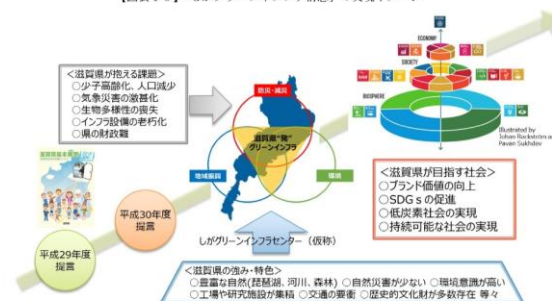 <滋賀県が抱える課題>
○少子高齢化、人口減少
○気象災害の激甚化
○生物多様性の喪失
○インフラ設備の老朽化
○県の財政難
防災・減災
滋賀県"発"
グリーンインフラ
地域振興
環境
ECONOMY
SOCIETY
BIOSPHERE
Illustrated by
Johan Rockström and
Pavan Sukhdev
<滋賀県が目指す社会>
○ブランド価値の向上
○SDGsの促進
○低炭素社会の実現
○持続可能な社会の実現
平成30年度
提言
平成29年度
提言
しがグリーンインフラセンター（仮称）
<滋賀県の強み・特色>
○豊富な自然(琵琶湖、河川、森林) ○自然災害が少ない ○環境意識が高い
○工場や研究施設が集積 ○交通の要衝 ○歴史的文化財が多数存在 等々